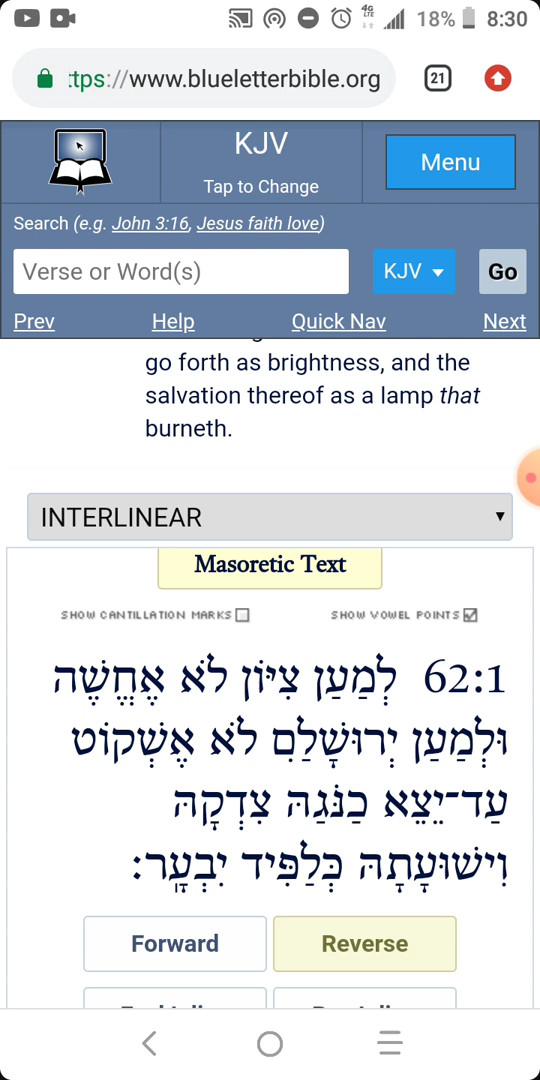 4G
LTE
18%
8:30
ttps://www.blueletterbible.org
21
KJV
Tap to Change
Menu
Search (e.g. John 3:16, Jesus faith love)
Verse or Word(s)
KJV
Go
Prev
Help
Quick Nav
Next
go forth as brightness, and the
salvation thereof as a lamp that
burneth.
INTERLINEAR
Masoretic Text
SHOW CANTILLATION MARKS
SHOW VOWEL POINTS
62:1 לְמַעַן צִיּוֹן לֹא אֶחֱשֶׁה
וּלְמַעַן יְרוּשָׁלִַם לֹא אֶשְׁקוֹט
עַד־יֵצֵא כַנֹּגַהּ צִדְקָהּ
וִישׁוּעָתָהּ כְּלַפִּיד יִבְעָר׃
Forward
Reverse